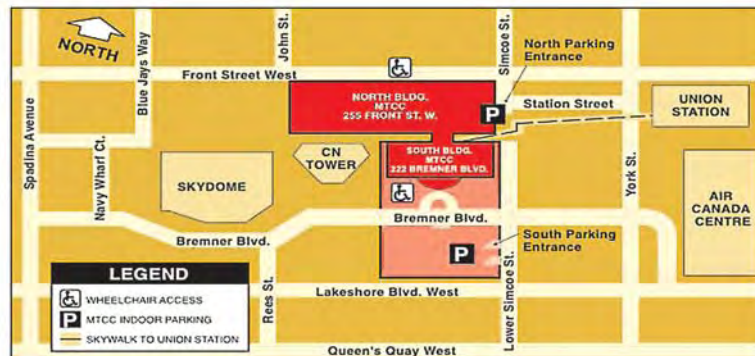 NORTH
Spadina Avenue
Blue Jays Way
John St.
Simcoe St.
North Parking
Entrance
Front Street West
NORTH BLDG.
MTCC
255 FRONT ST. W.
P
Station Street
UNION
STATION
Navy Wharf Ct.
SKYDOME
CN
TOWER
SOUTH BLDG.
MTCC
222 BREMNER BLVD.
York St.
AIR
CANADA
CENTRE
Bremner Blvd.
Bremner Blvd.
P
South Parking
Entrance
LEGEND
WHEELCHAIR ACCESS
P MTCC INDOOR PARKING
SKYWALK TO UNION STATION
Rees St.
Lakeshore Blvd. West
Lower Simcoe St.
Queen's Quay West